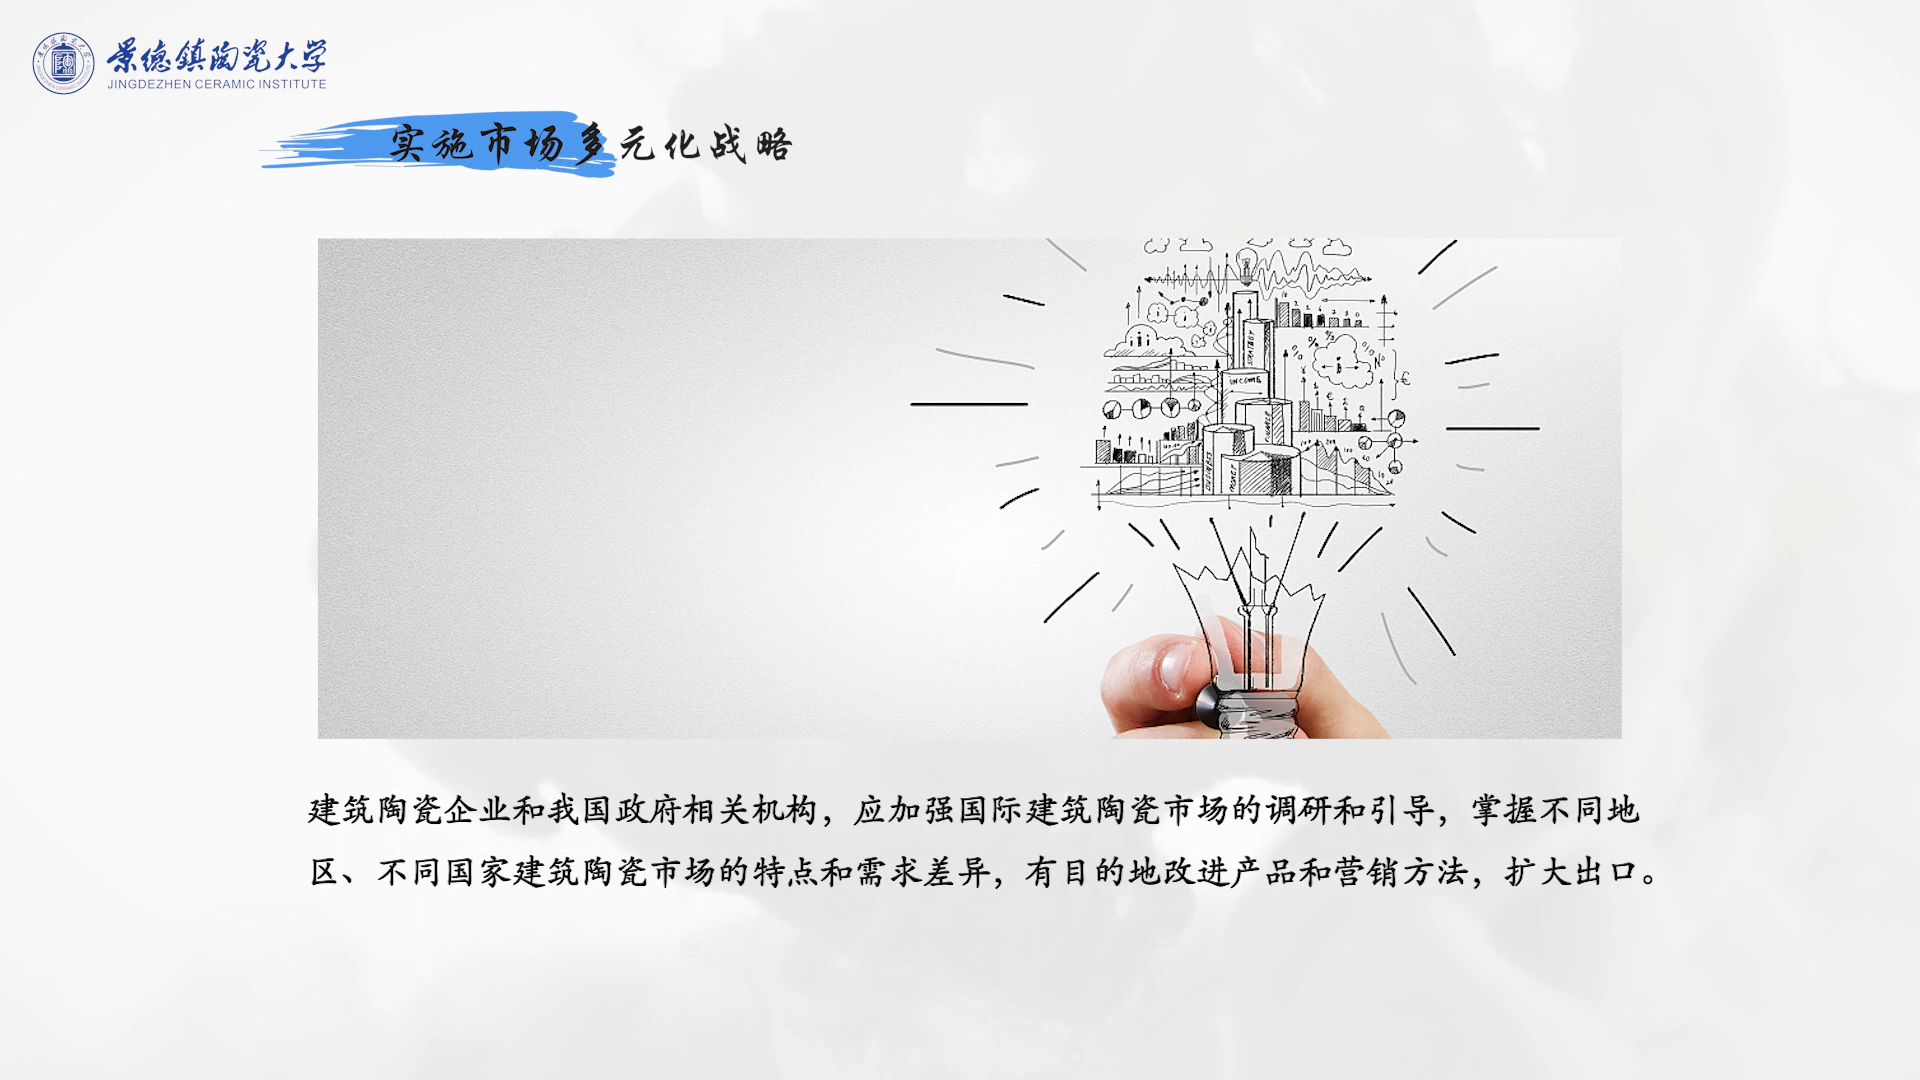 景德鎮陶瓷大学
JINGDEZHEN CERAMIC INSTITUTE
实施市场多元化战略
STRATEGY
INCOME
MONEY
建筑陶瓷企业和我国政府相关机构，应加强国际建筑陶瓷市场的调研和引导，掌握不同地
区、不同国家建筑陶瓷市场的特点和需求差异，有目的地改进产品和营销方法，扩大出口。